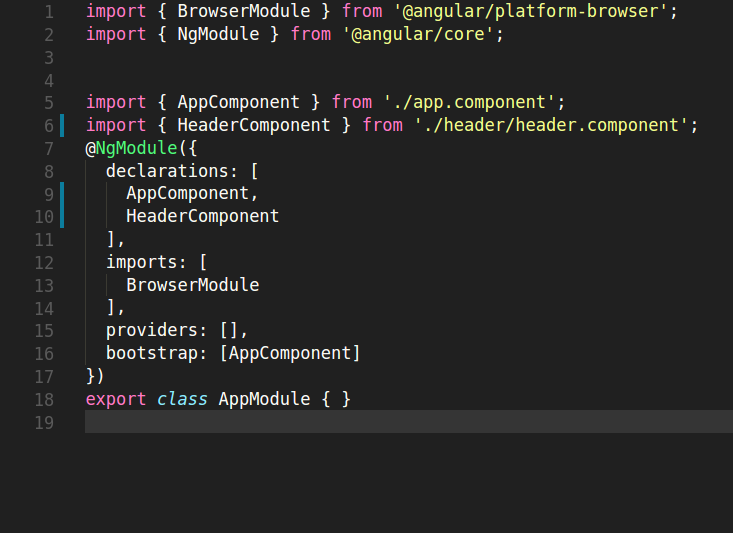 1 import { BrowserModule } from '@angular/platform-browser';
2 import { NgModule } from '@angular/core';
3
4
5 import { AppComponent } from './app.component';
6 import { HeaderComponent } from './header/header.component';
7 @NgModule({
8   declarations: [
9     AppComponent,
10     HeaderComponent
11   ],
12   imports: [
13     BrowserModule
14   ],
15   providers: [],
16   bootstrap: [AppComponent]
17 })
18 export class AppModule { }
19